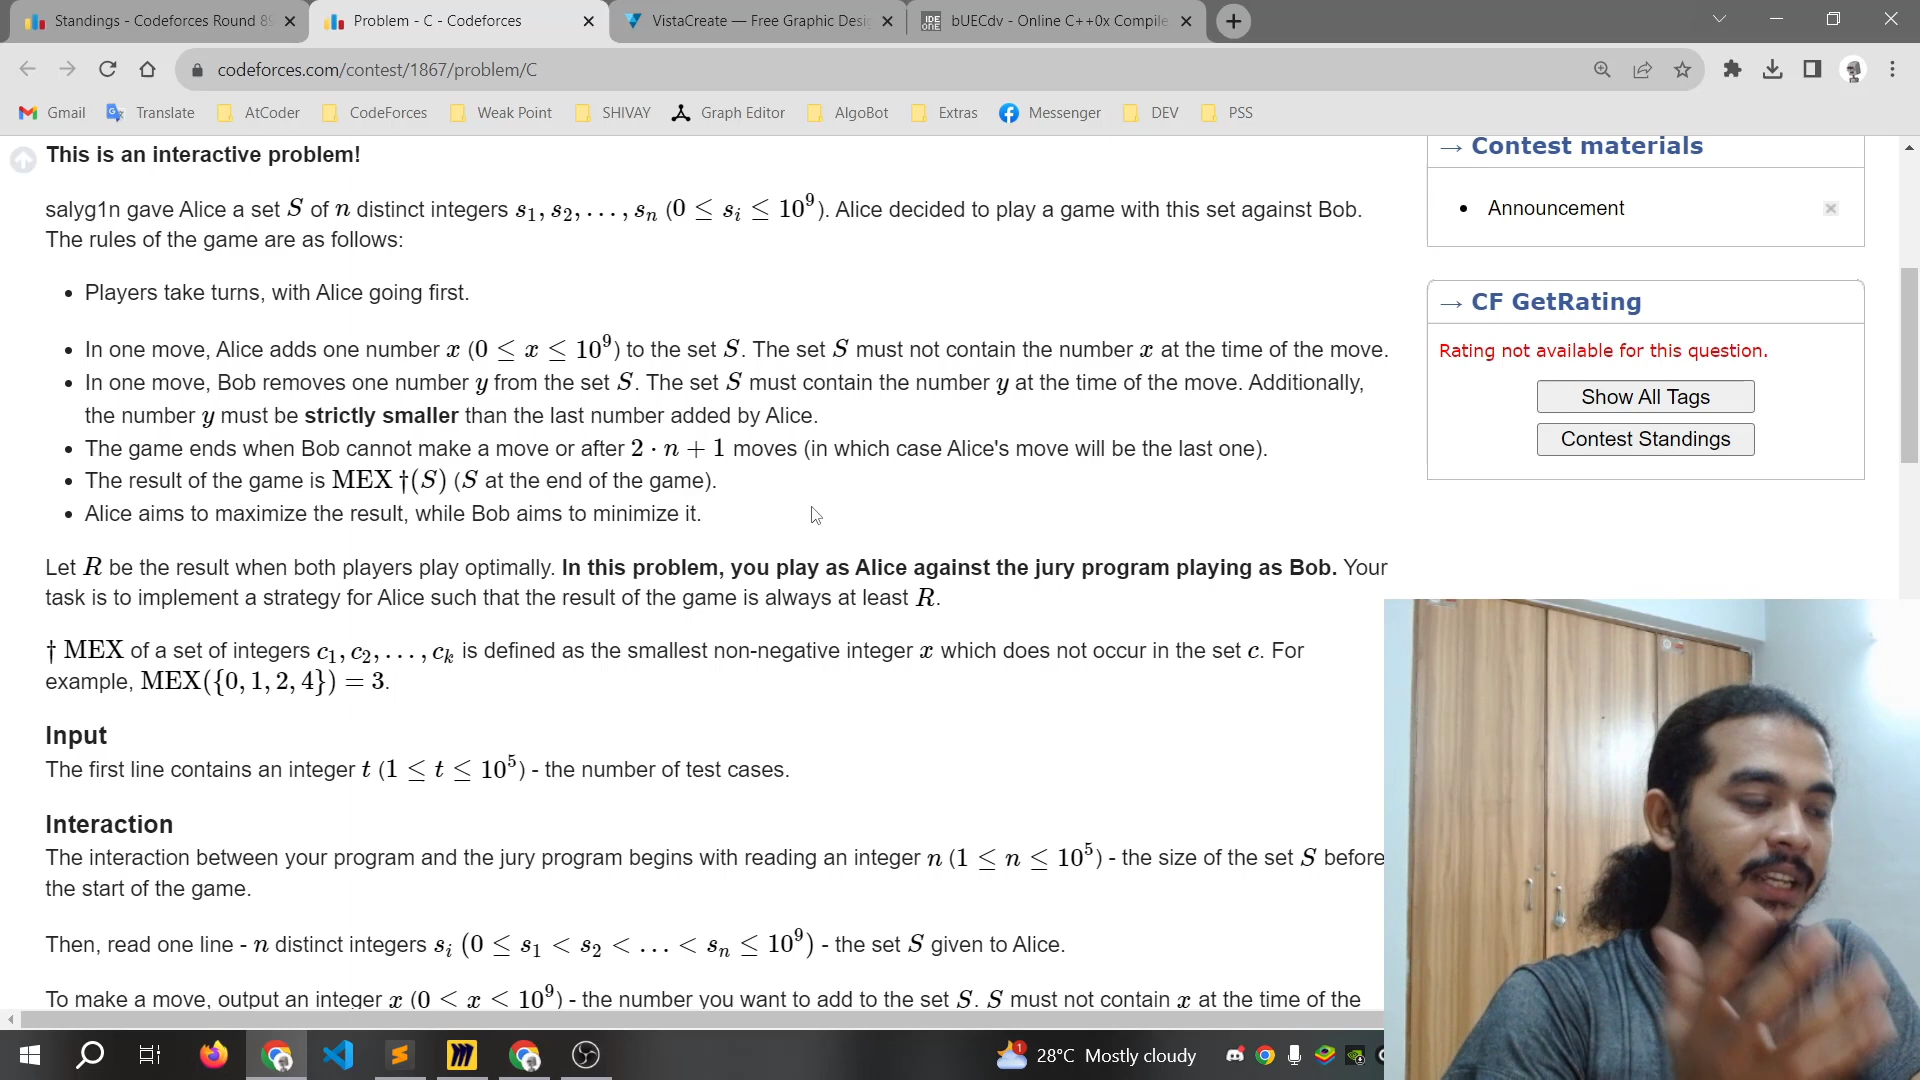 Standings - Codeforces Round 89
Problem - C - Codeforces
VistaCreate — Free Graphic Desi
IDE ONE
bUECdv - Online C++0x Compile
codeforces.com/contest/1867/problem/C
Gmail Translate AtCoder CodeForces Weak Point SHIVAY Graph Editor AlgoBot Extras Messenger DEV PSS
This is an interactive problem!
salyg1n gave Alice a set S of n distinct integers s₁, s₂, . . . , sₙ (0 ≤ sᵢ ≤ 10⁹). Alice decided to play a game with this set against Bob.
The rules of the game are as follows:
• Players take turns, with Alice going first.
• In one move, Alice adds one number x (0 ≤ x ≤ 10⁹) to the set S. The set S must not contain the number x at the time of the move.
• In one move, Bob removes one number y from the set S. The set S must contain the number y at the time of the move. Additionally,
the number y must be strictly smaller than the last number added by Alice.
• The game ends when Bob cannot make a move or after 2 · n + 1 moves (in which case Alice's move will be the last one).
• The result of the game is MEX †(S) (S at the end of the game).
• Alice aims to maximize the result, while Bob aims to minimize it.
Let R be the result when both players play optimally. In this problem, you play as Alice against the jury program playing as Bob. Your
task is to implement a strategy for Alice such that the result of the game is always at least R.
† MEX of a set of integers c₁, c₂, . . . , cₖ is defined as the smallest non-negative integer x which does not occur in the set c. For
example, MEX({0, 1, 2, 4}) = 3.
Input
The first line contains an integer t (1 ≤ t ≤ 10⁵) - the number of test cases.
Interaction
The interaction between your program and the jury program begins with reading an integer n (1 ≤ n ≤ 10⁵) - the size of the set S before
the start of the game.
Then, read one line - n distinct integers sᵢ (0 ≤ s₁ < s₂ < . . . < sₙ ≤ 10⁹) - the set S given to Alice.
To make a move, output an integer x (0 ≤ x ≤ 10⁹) - the number you want to add to the set S. S must not contain x at the time of the
→ Contest materials
• Announcement
→ CF GetRating
Rating not available for this question.
Show All Tags
Contest Standings
1
28°C Mostly cloudy